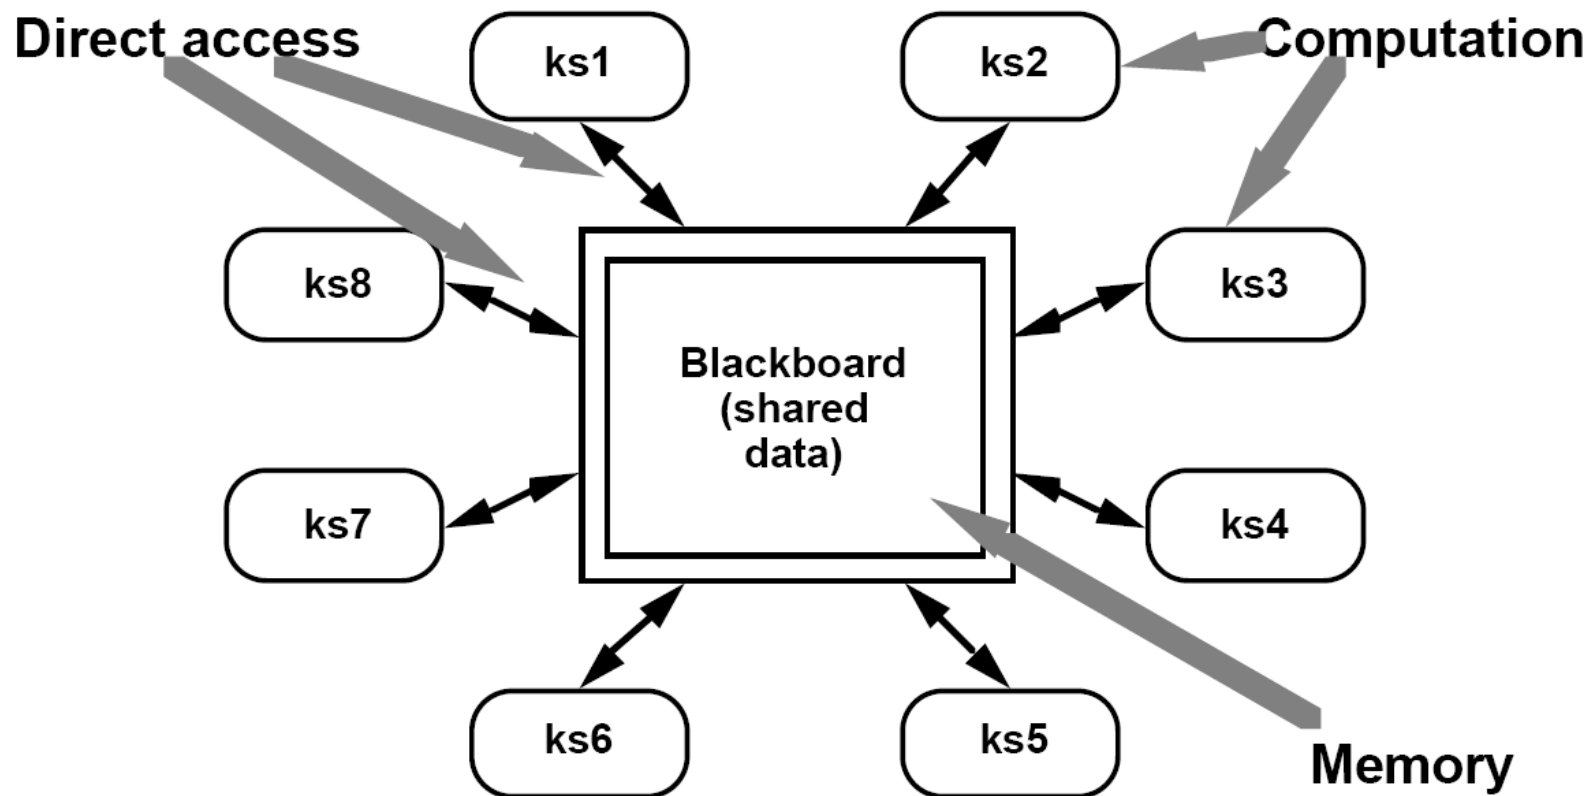 Direct access
ks1
ks2
Computation
ks8
ks3
Blackboard
(shared
data)
ks7
ks4
ks6
ks5
Memory